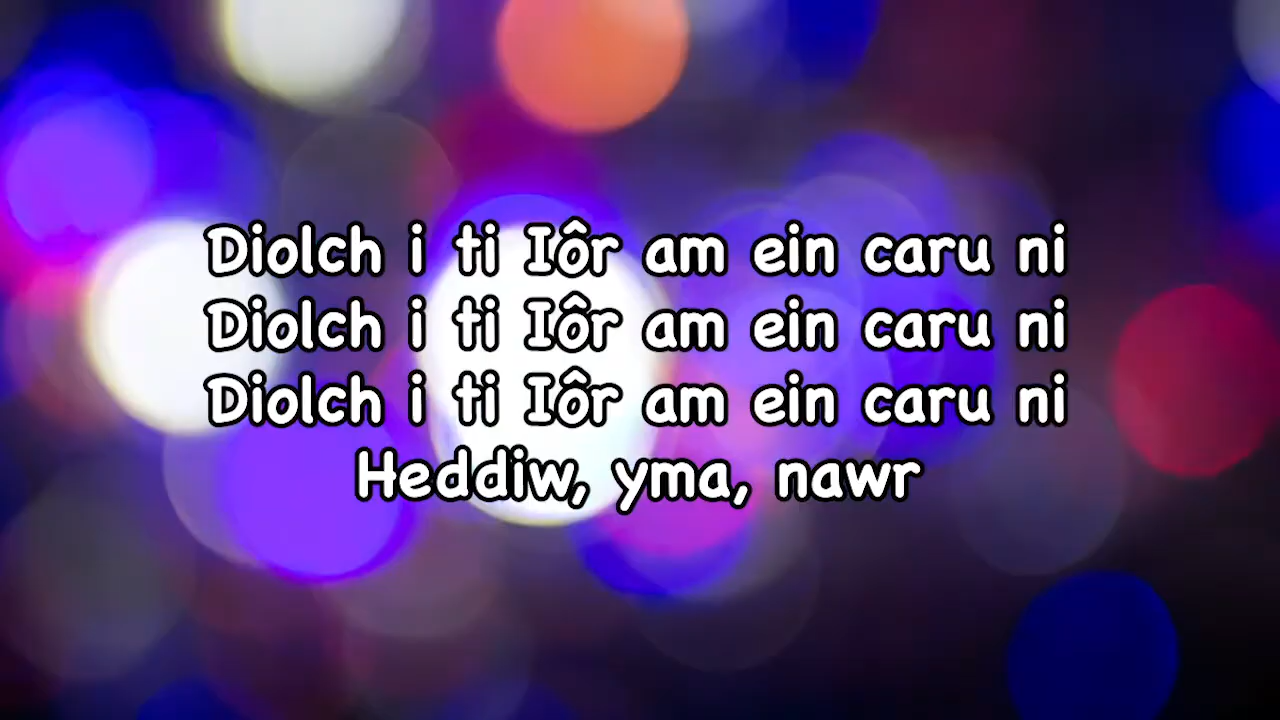 Diolch i ti Iôr am ein caru ni
Diolch i ti Iôr am ein caru ni
Diolch i ti Iôr am ein caru ni
Heddiw, yma, nawr